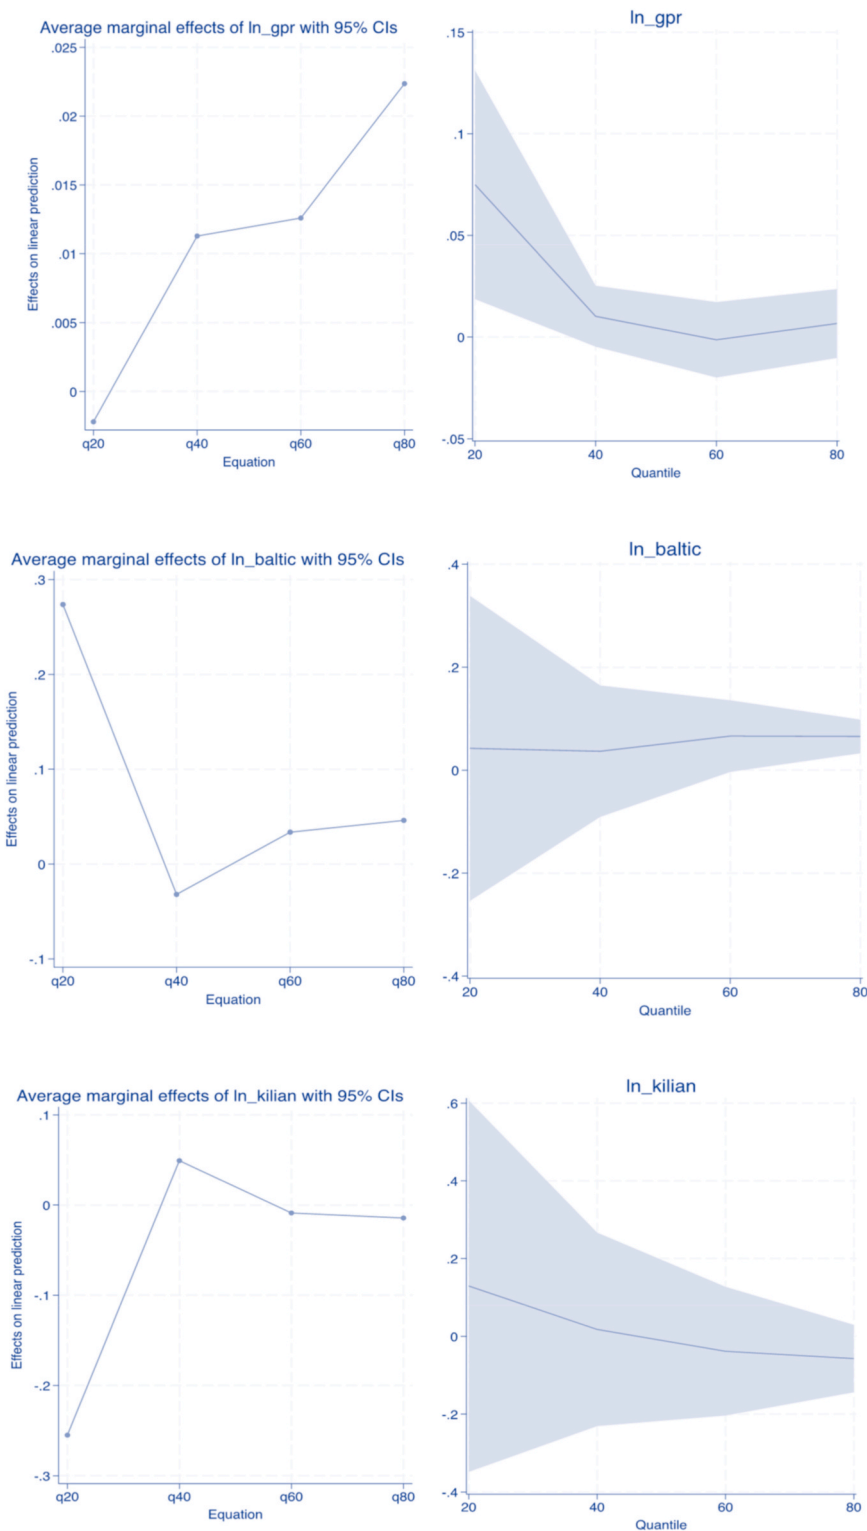 Average marginal effects of ln_gpr with 95% CIs
.025
.02
.015
.01
.005
0
Effects on linear prediction
q20 q40 q60 q80
Equation
ln_gpr
.15
.1
.05
0
-.05
20 40 60 80
Quantile
Average marginal effects of ln_baltic with 95% CIs
.3
.2
.1
0
-.1
Effects on linear prediction
q20 q40 q60 q80
Equation
ln_baltic
.4
.2
0
-.2
-.4
20 40 60 80
Quantile
Average marginal effects of ln_kilian with 95% CIs
.1
0
-.1
-.2
-.3
Effects on linear prediction
q20 q40 q60 q80
Equation
ln_kilian
.6
.4
.2
0
-.2
-.4
20 40 60 80
Quantile